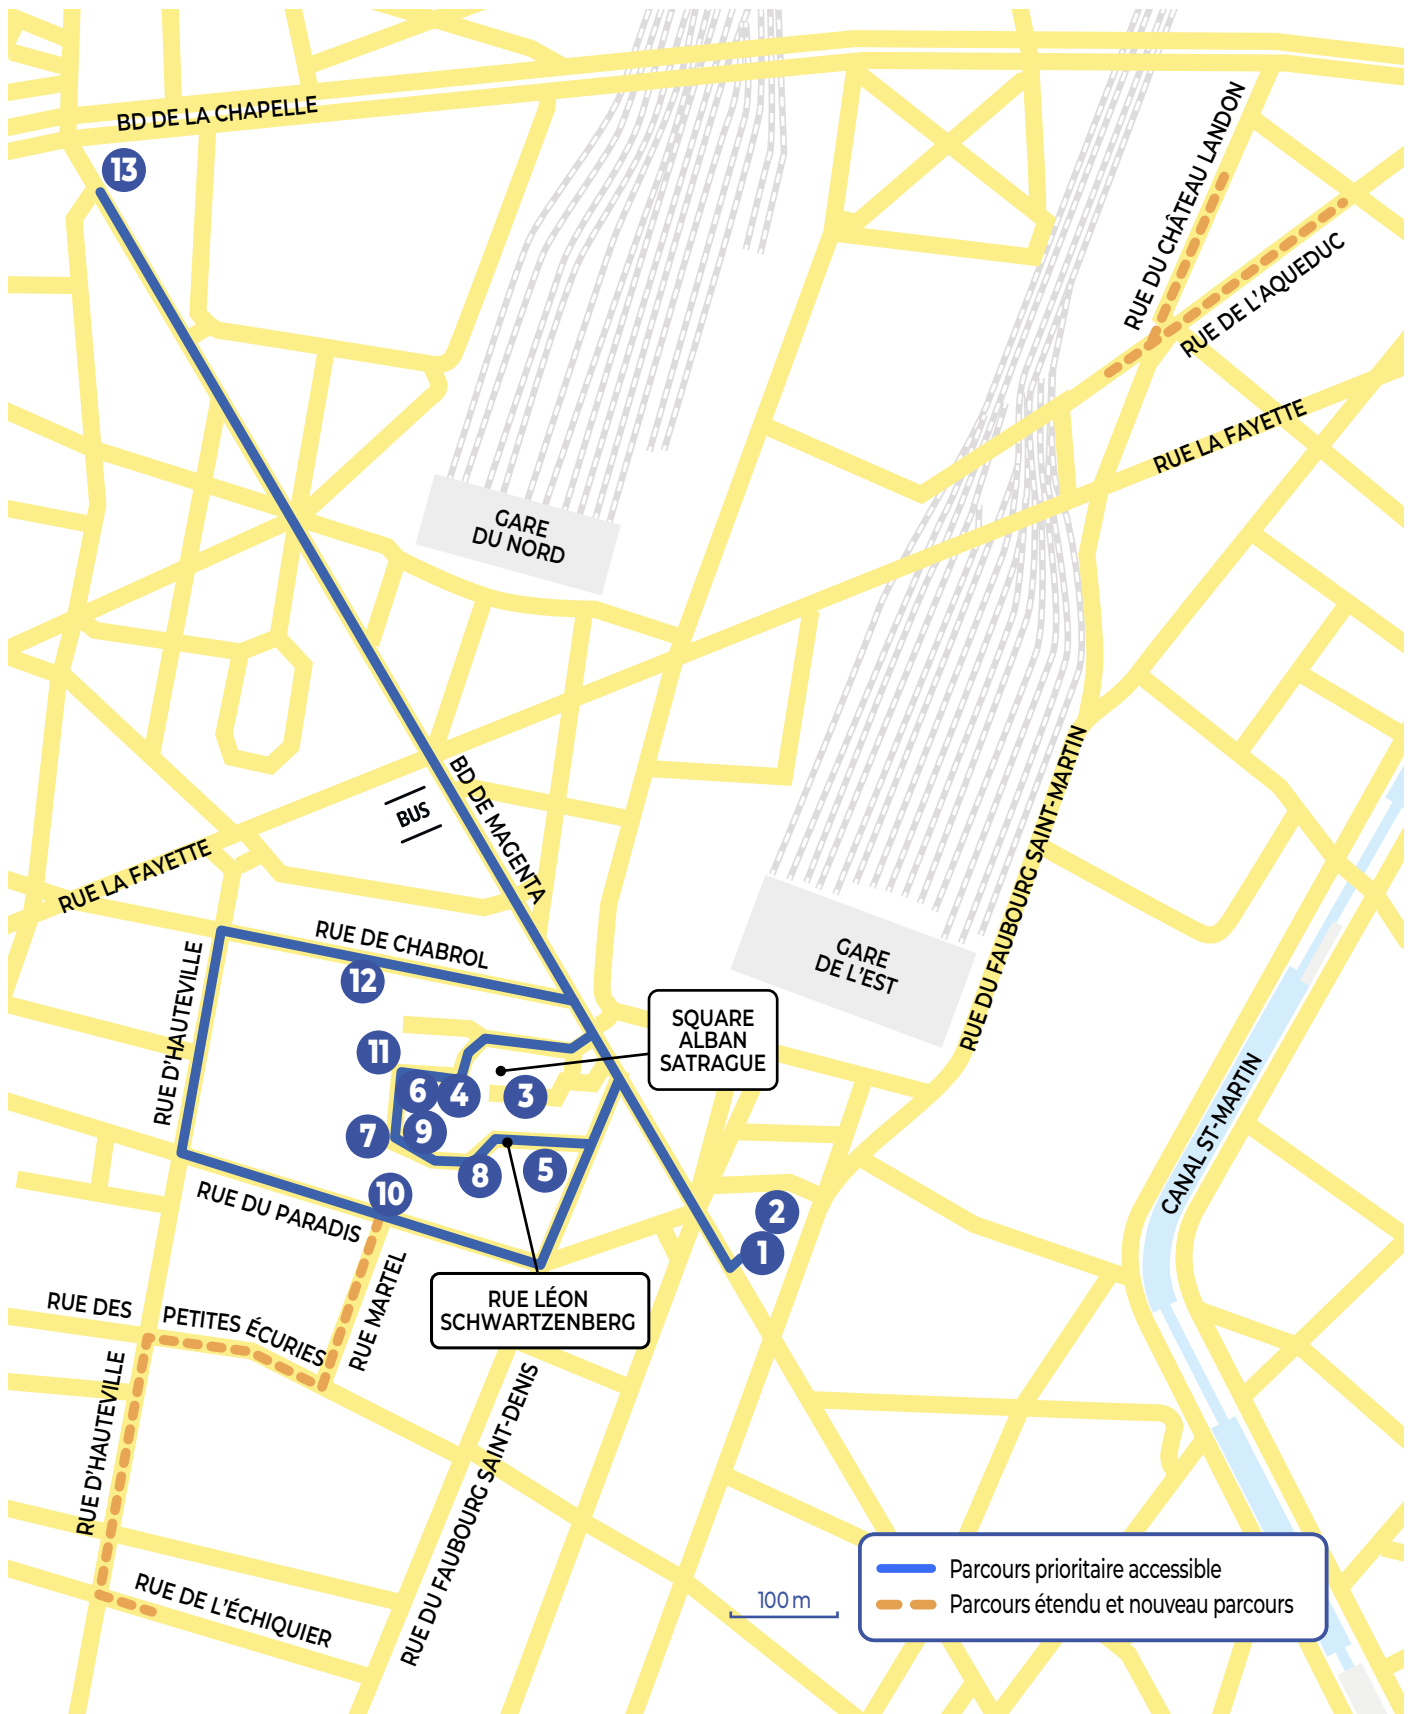 BD DE LA CHAPELLE
13
RUE DU CHÂTEAU LANDON
RUE DE L'AQUEDUC
RUE LA FAYETTE
GARE
DU NORD
BD DE MAGENTA
BUS
RUE LA FAYETTE
RUE DU FAUBOURG SAINT-MARTIN
GARE
DE L'EST
RUE DE CHABROL
12
RUE D'HAUTEVILLE
SQUARE
ALBAN
SATRAGUE
11
6
4
3
7
9
8
5
10
2
1
CANAL ST-MARTIN
RUE DU PARADIS
RUE MARTEL
RUE LÉON
SCHWARTZENBERG
RUE DES PETITES ÉCURIES
RUE D'HAUTEVILLE
RUE DU FAUBOURG SAINT-DENIS
RUE DE L'ÉCHIQUIER
100 m
Parcours prioritaire accessible
Parcours étendu et nouveau parcours